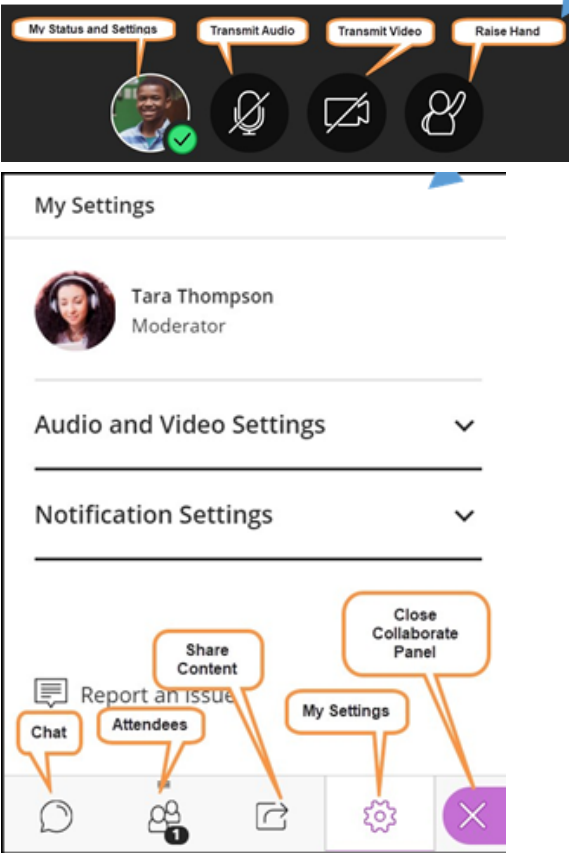 My Status and Settings
Transmit Audio
Transmit Video
Raise Hand
My Settings
Tara Thompson
Moderator
Audio and Video Settings
Notification Settings
Close
Collaborate
Panel
Share
Content
Report an issue
My Settings
Attendees
Chat
1